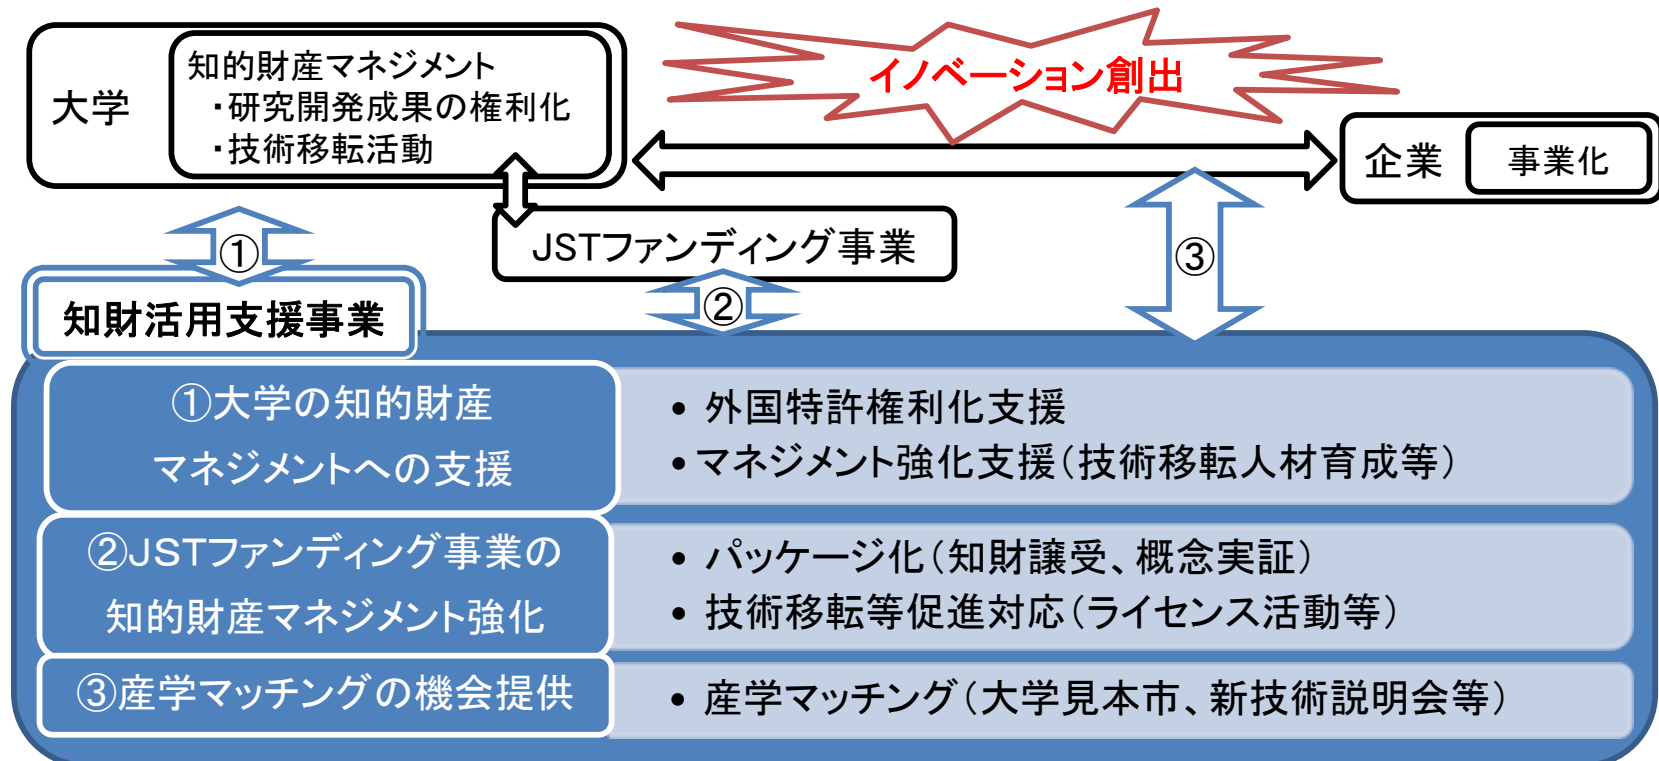 大学
知的財産マネジメント
・研究開発成果の権利化
・技術移転活動
イノベーション創出
企業
事業化
JSTファンディング事業
①
②
③
知財活用支援事業
①大学の知的財産
マネジメントへの支援
• 外国特許権利化支援
• マネジメント強化支援（技術移転人材育成等）
②JSTファンディング事業の
知的財産マネジメント強化
• パッケージ化（知財譲受、概念実証）
• 技術移転等促進対応（ライセンス活動等）
③産学マッチングの機会提供
• 産学マッチング（大学見本市、新技術説明会等）